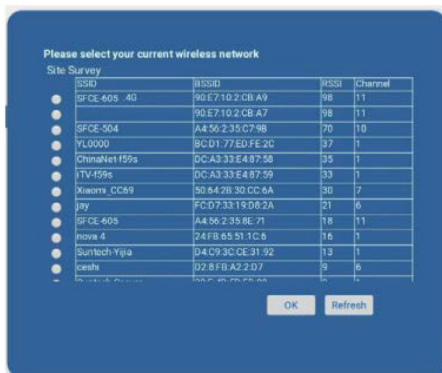 Please select your current wireless network
Site Survey
SSID BSSID RSSI Channel
SFCE-605 .4G 90:E7:10:2:CB:A9 98 11
90:E7:10:2:CB:A7 98 11
SFCE-504 A4:56:2:35:C7:9B 70 10
YL0000 BC:D1:77:ED:FE:2C 37 1
ChinaNet-f59s DC:A3:33:E4:87:58 35 1
iTV-f59s DC:A3:33:E4:87:59 33 1
Xiaomi_CC69 50:64:2B:30:CC:6A 30 7
jay FC:D7:33:19:D8:2A 21 6
SFCE-605 A4:56:2:35:8E:71 18 11
nova 4 24:FB:65:51:1C:6 16 1
Suntech-Yijia D4:C9:3C:CE:31:92 13 1
ceshi D2:8:FB:A2:2:D7 9 6
OK Refresh